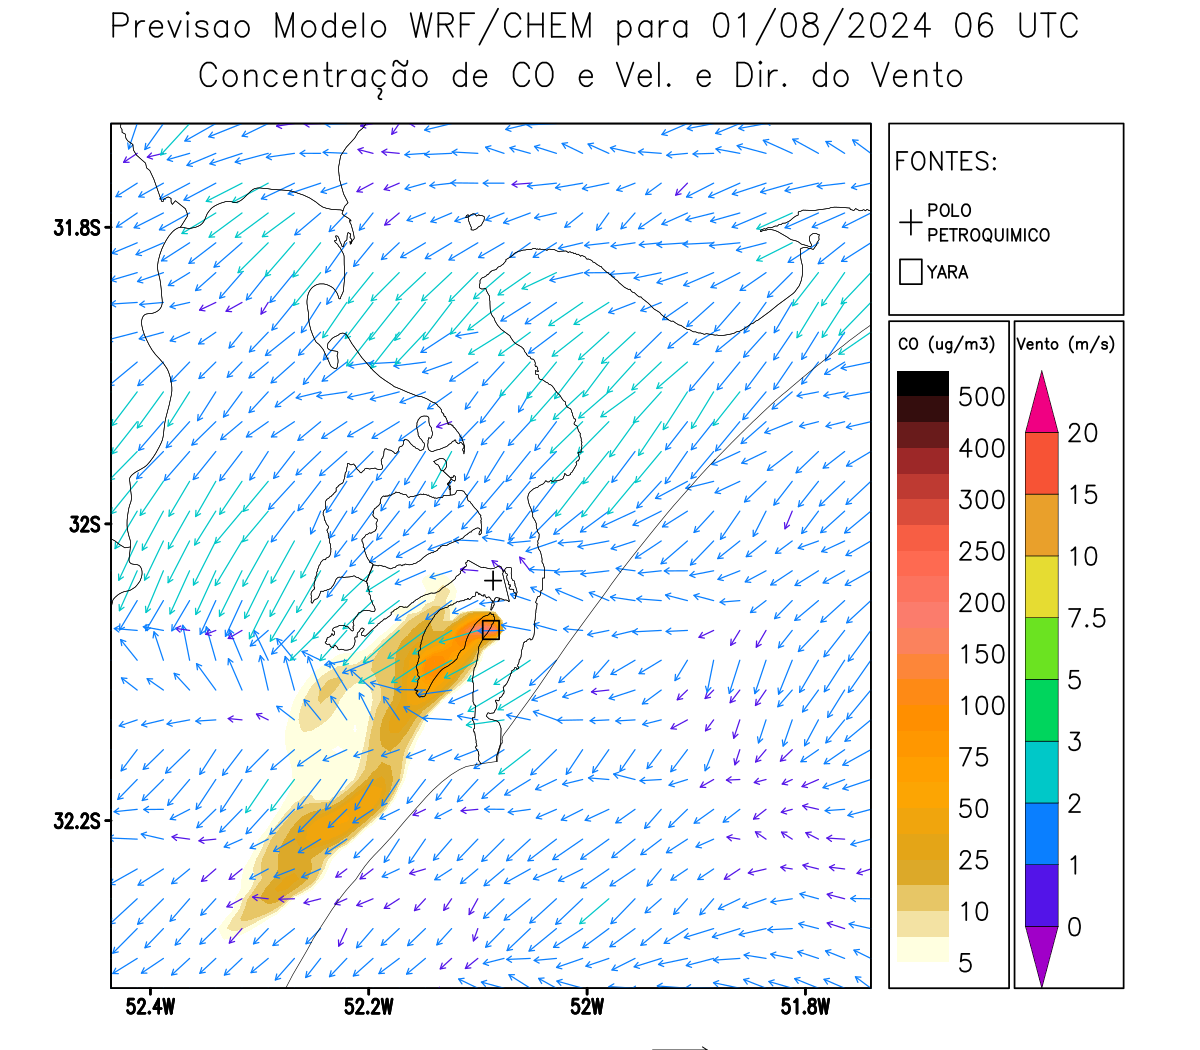 Previsao Modelo WRF/CHEM para 01/08/2024 06 UTC
Concentração de CO e Vel. e Dir. do Vento
FONTES:
POLO
PETROQUIMICO
YARA
CO (ug/m3)
500
400
300
250
200
150
100
75
50
25
10
5
Vento (m/s)
20
15
10
7.5
5
3
2
1
0
31.8S
32S
32.2S
52.4W
52.2W
52W
51.8W